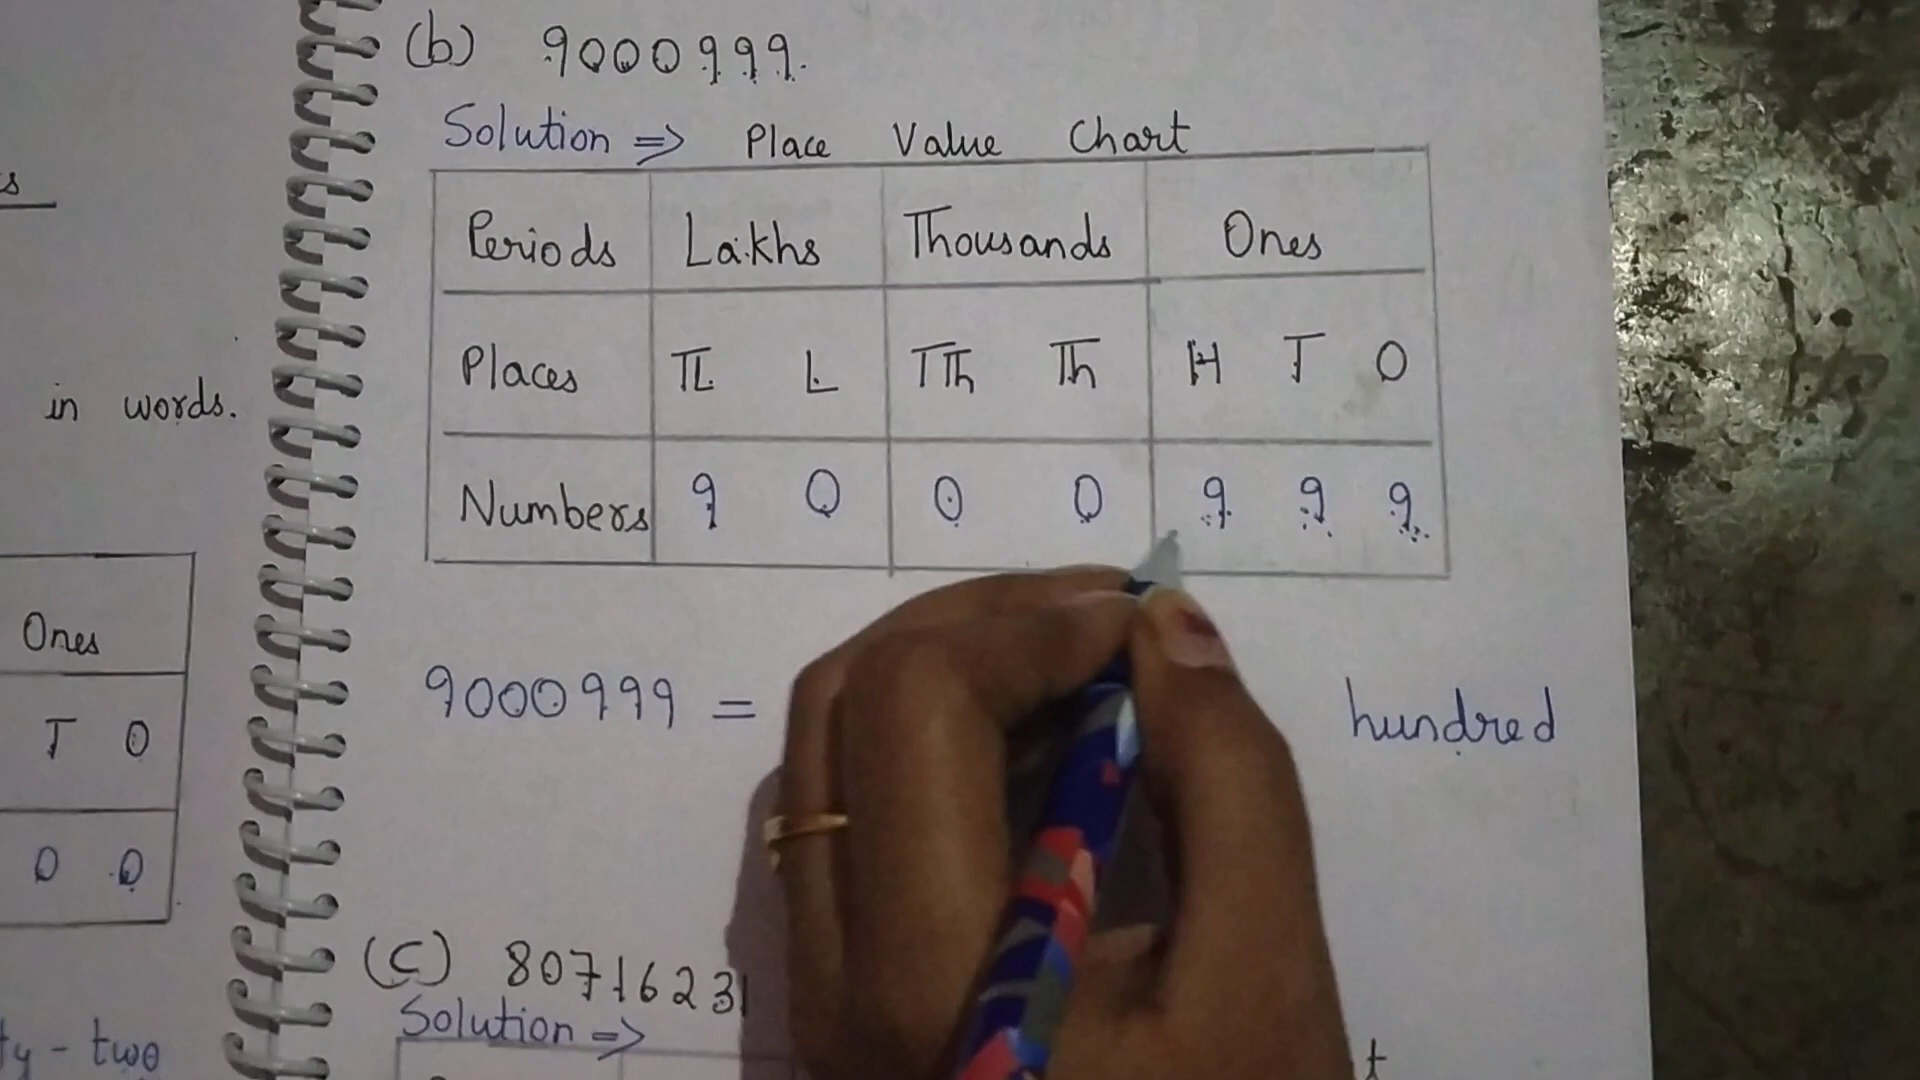 s
in words.
Ones
T O
0 0
ty - two
(b) 9000999.
Solution ⇒ Place Value Chart
Periods Lakhs Thousands Ones
Places TL L TTh Th H T O
Numbers 9 0 0 0 9 9 9
9000999 = hundred
(c) 80716231
Solution ⇒
t